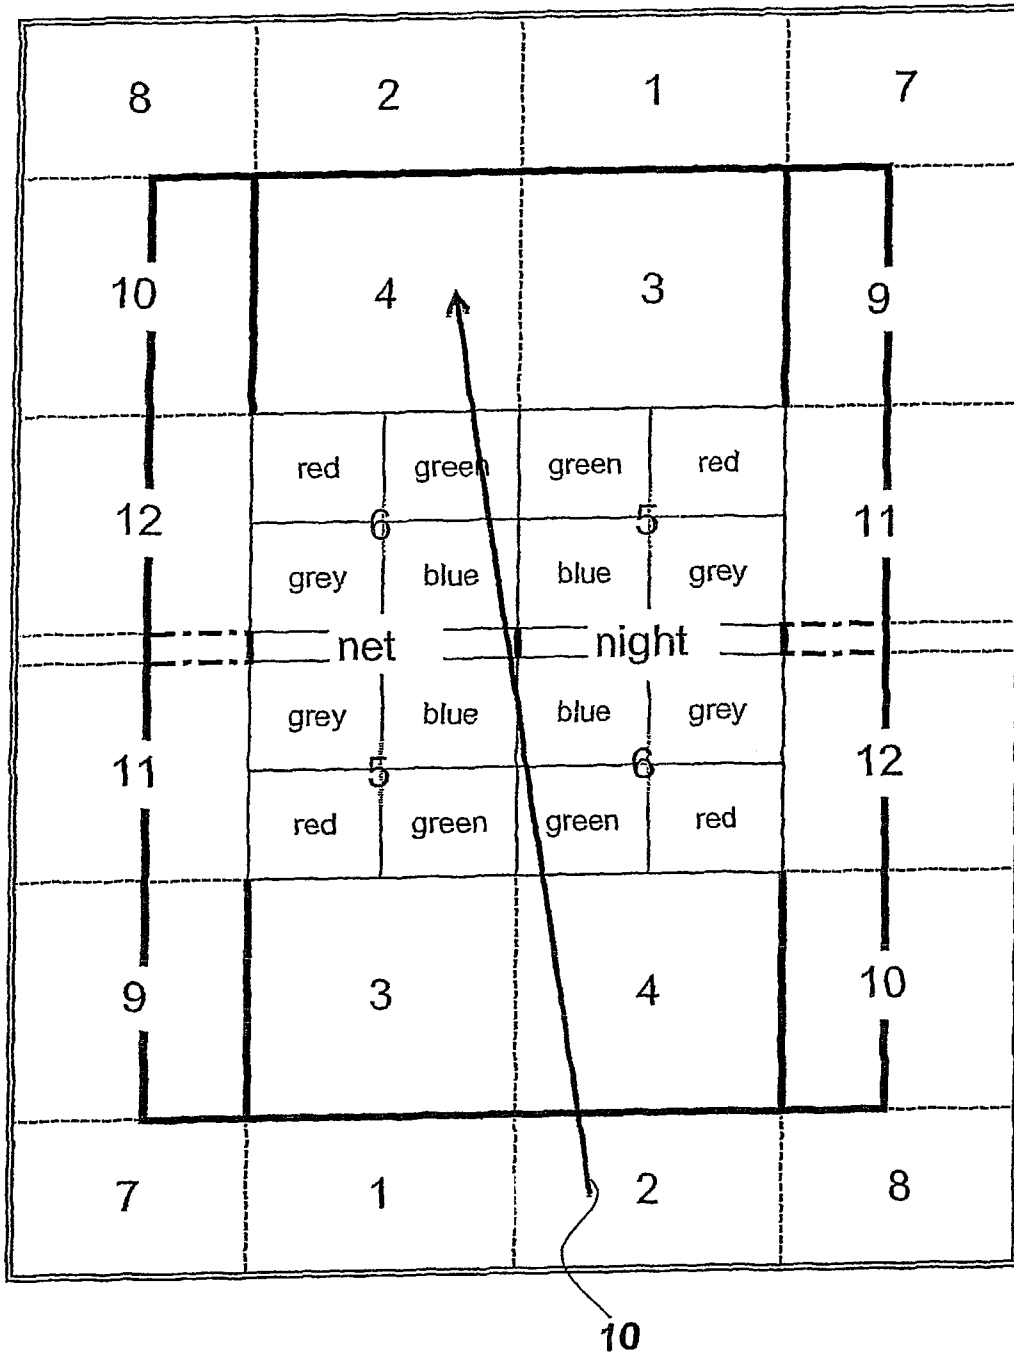 8 2 1 7
10 4 3 9
red green green red
12 6 5 11
grey blue blue grey
net night
grey blue blue grey
11 5 6 12
red green green red
9 3 4 10
7 1 2 8
10